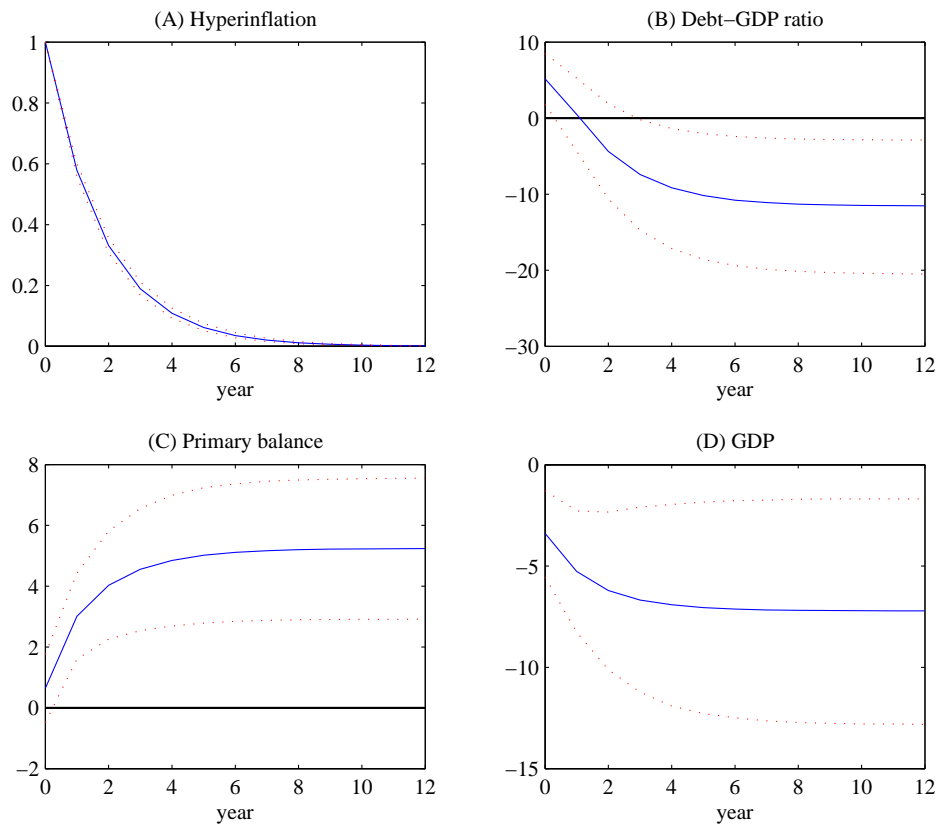 (A) Hyperinflation
1
0.8
0.6
0.4
0.2
0
0 2 4 6 8 10 12
year
(B) Debt−GDP ratio
10
0
−10
−20
−30
0 2 4 6 8 10 12
year
(C) Primary balance
8
6
4
2
0
−2
0 2 4 6 8 10 12
year
(D) GDP
0
−5
−10
−15
0 2 4 6 8 10 12
year